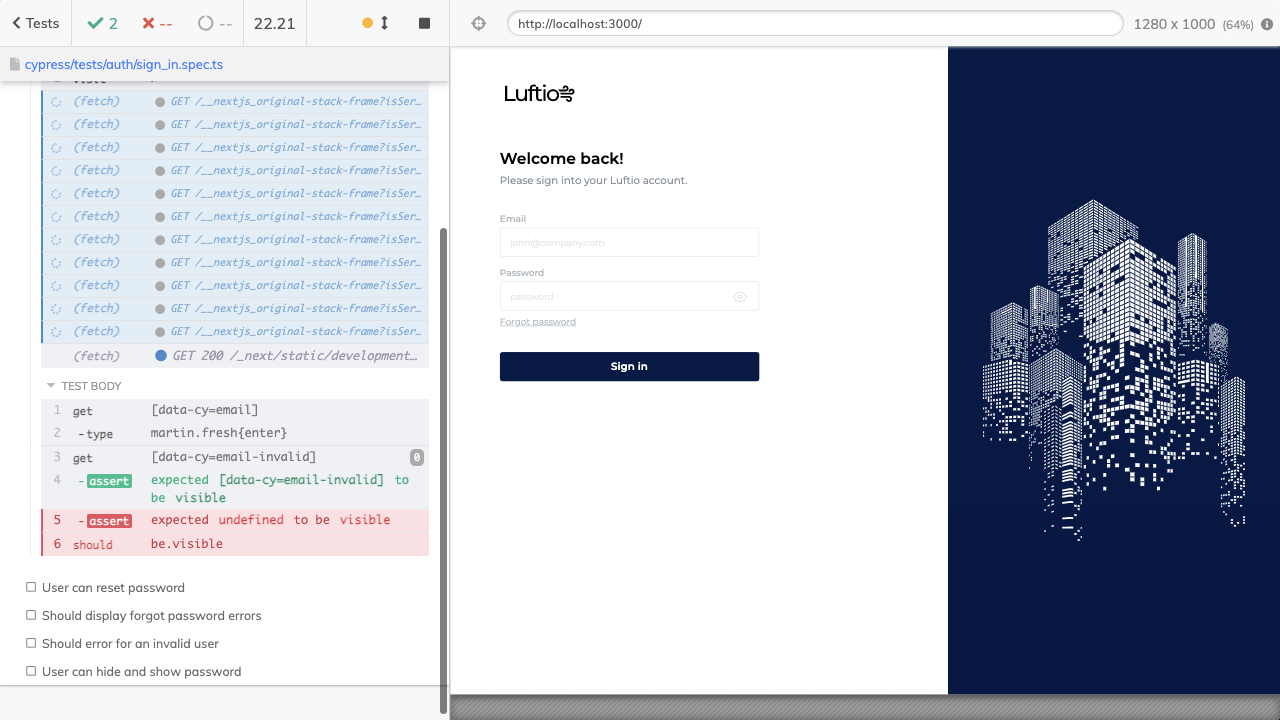 Tests
2
--
--
22.21
http://localhost:3000/
1280 x 1000 (64%)
cypress/tests/auth/sign_in.spec.ts
(fetch) GET /__nextjs_original-stack-frame?isSer…
(fetch) GET /__nextjs_original-stack-frame?isSer…
(fetch) GET /__nextjs_original-stack-frame?isSer…
(fetch) GET /__nextjs_original-stack-frame?isSer…
(fetch) GET /__nextjs_original-stack-frame?isSer…
(fetch) GET /__nextjs_original-stack-frame?isSer…
(fetch) GET /__nextjs_original-stack-frame?isSer…
(fetch) GET /__nextjs_original-stack-frame?isSer…
(fetch) GET /__nextjs_original-stack-frame?isSer…
(fetch) GET /__nextjs_original-stack-frame?isSer…
(fetch) GET /__nextjs_original-stack-frame?isSer…
(fetch) GET 200 /_next/static/development…
TEST BODY
1 get [data-cy=email]
2 -type martin.fresh{enter}
3 get [data-cy=email-invalid] 0
4 -assert expected [data-cy=email-invalid] to
be visible
5 -assert expected undefined to be visible
6 should be.visible
User can reset password
Should display forgot password errors
Should error for an invalid user
User can hide and show password
Luftio
Welcome back!
Please sign into your Luftio account.
Email
john@company.com
Password
password
Forgot password
Sign in